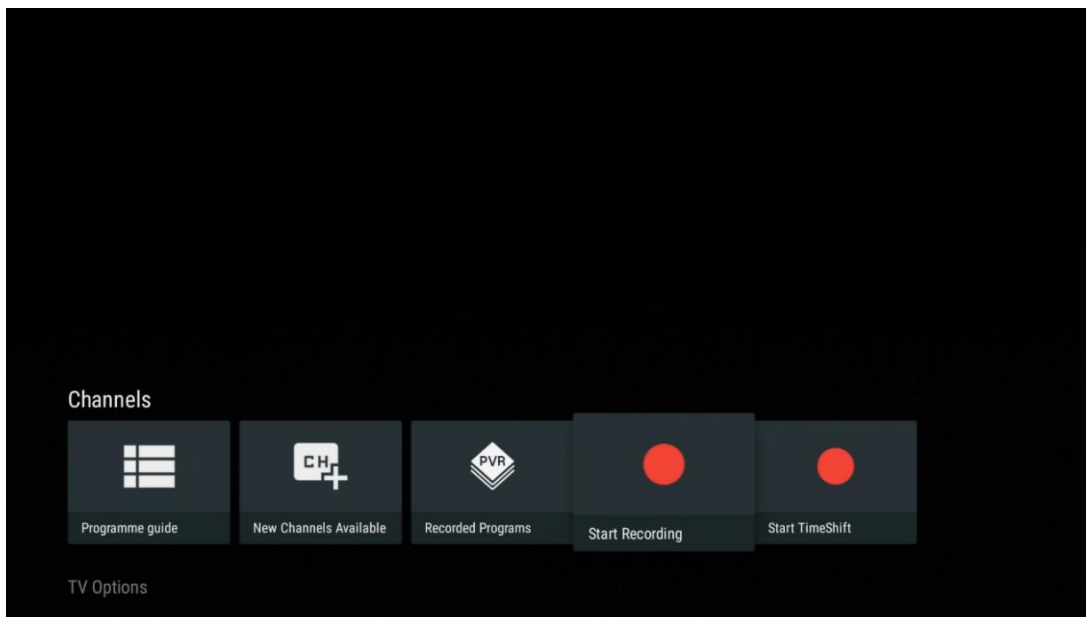 Channels
CH+
PVR
Programme guide
New Channels Available
Recorded Programs
Start Recording
Start TimeShift
TV Options